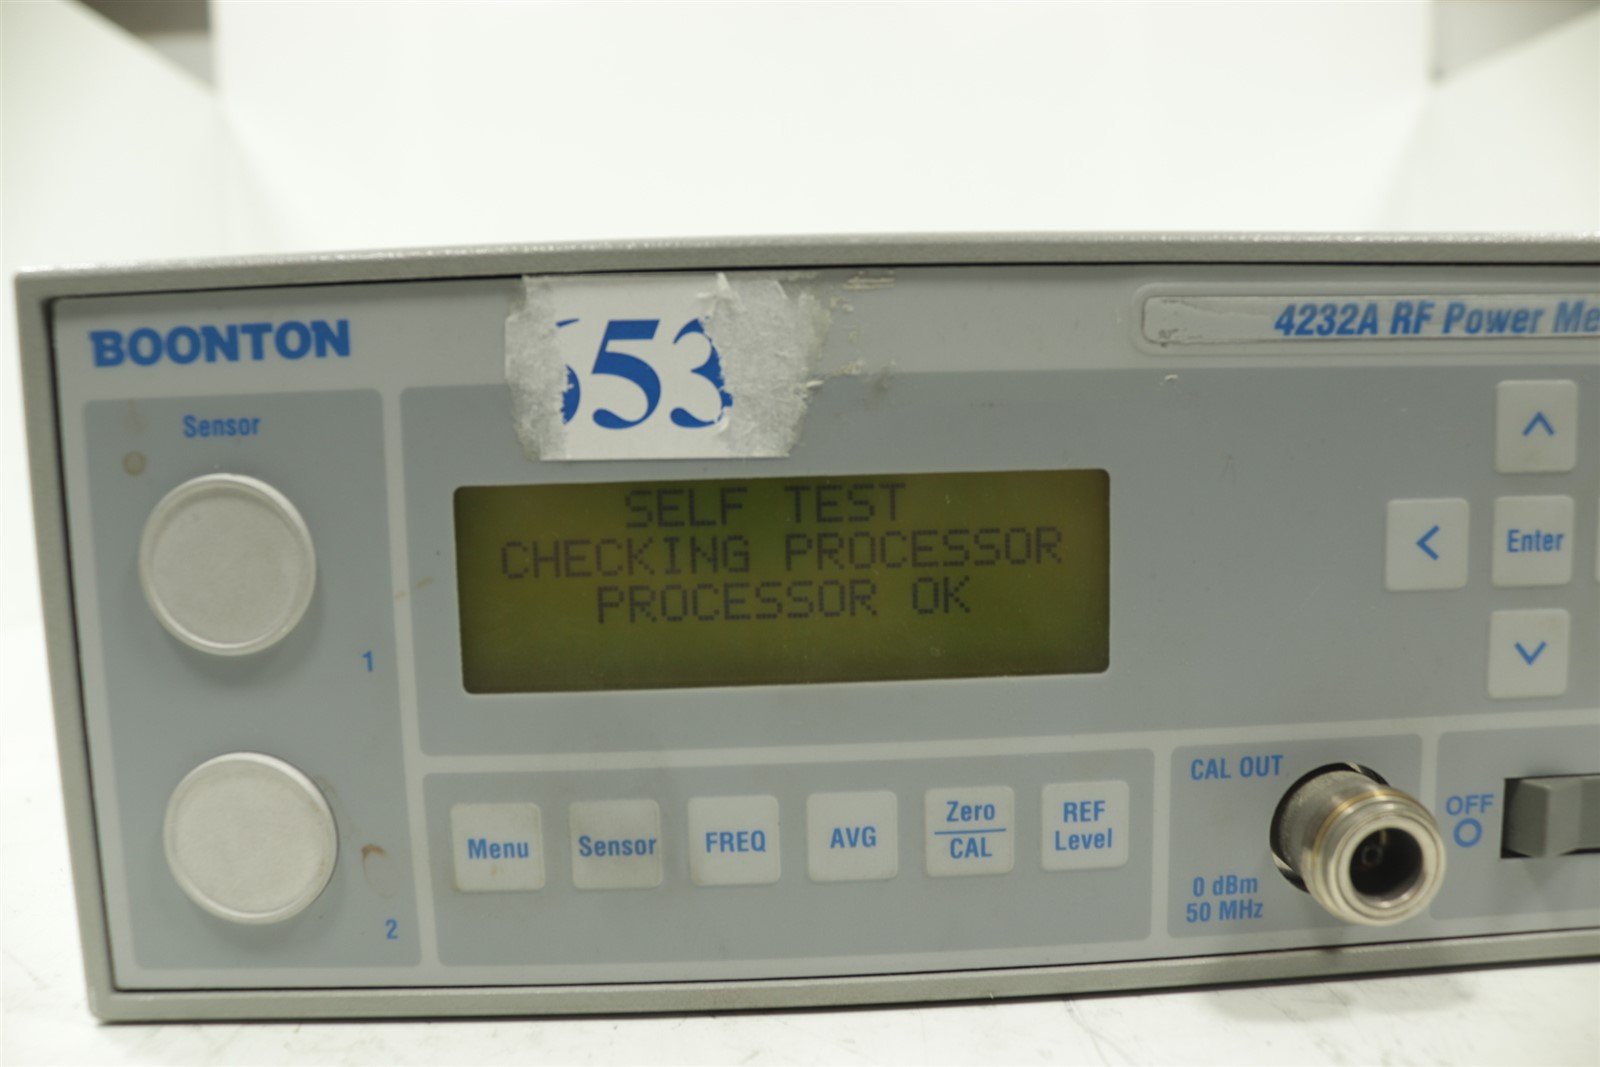 BOONTON
553
4232A RF Power Me
Sensor
SELF TEST
CHECKING PROCESSOR
PROCESSOR OK
Enter
1
2
Menu
Sensor
FREQ
AVG
Zero
CAL
REF
Level
CAL OUT
0 dBm
50 MHz
OFF